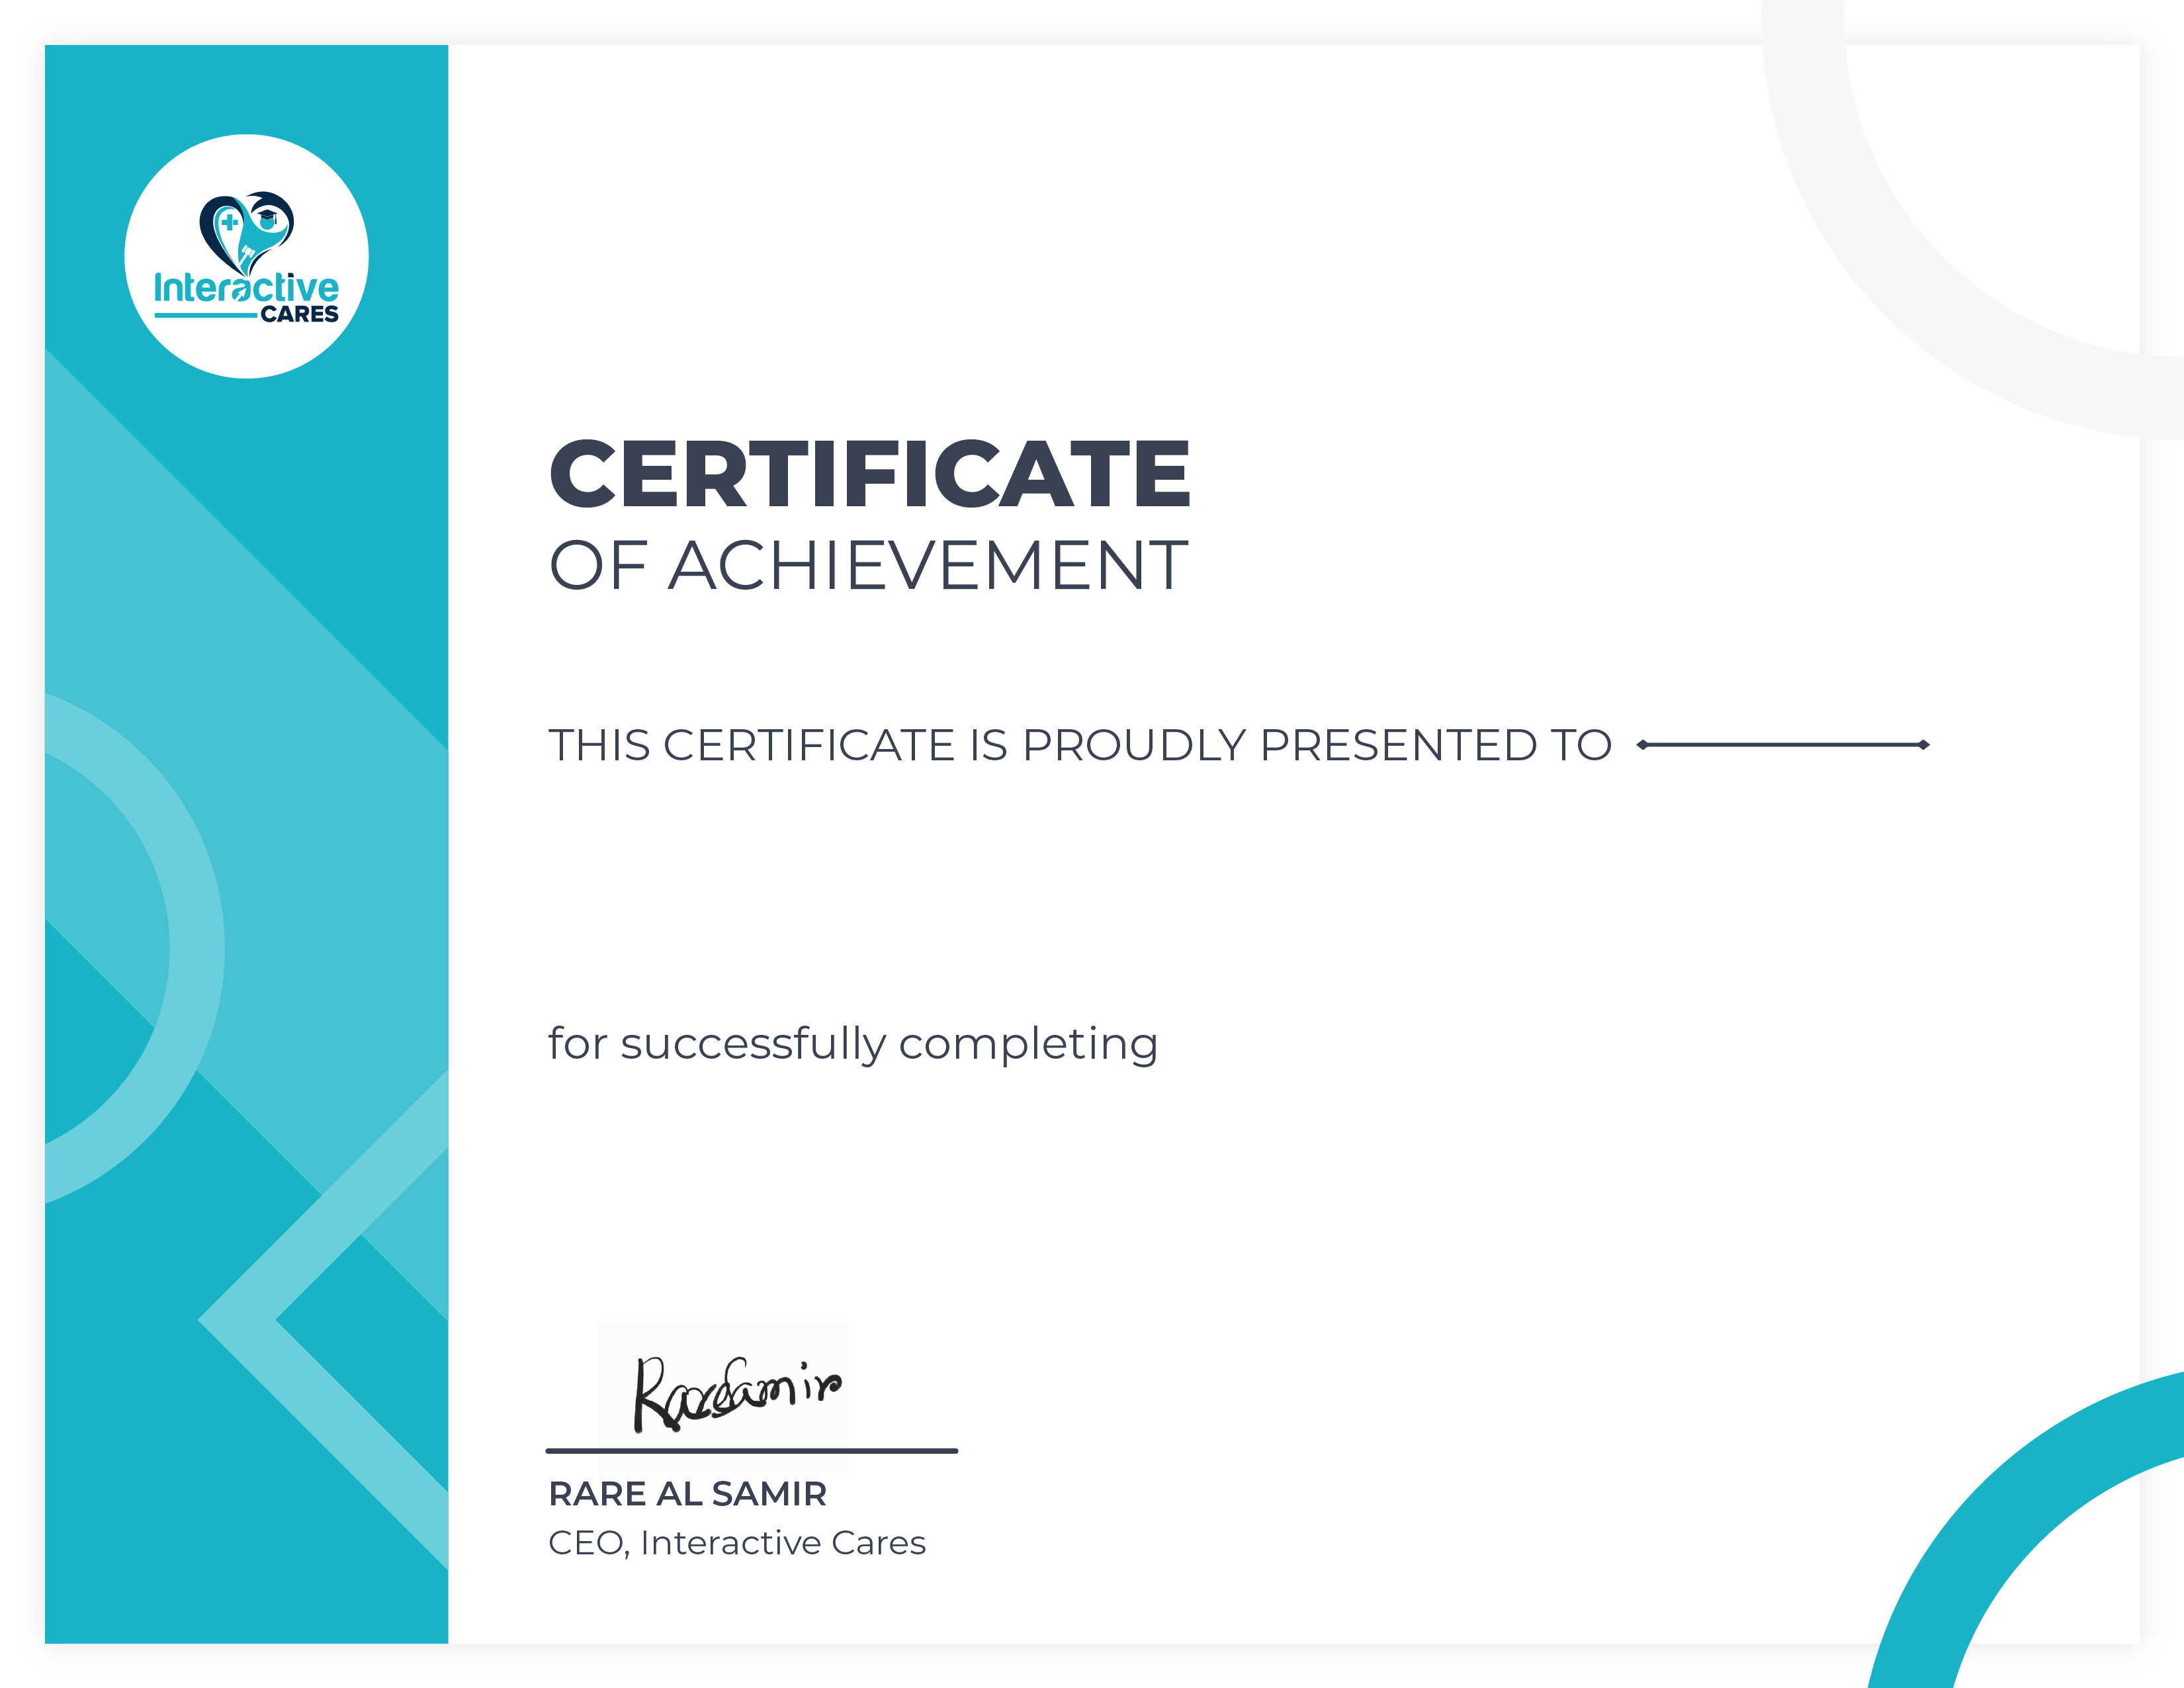 Interactive
CARES
CERTIFICATE
OF ACHIEVEMENT
THIS CERTIFICATE IS PROUDLY PRESENTED TO
for successfully completing
RARE AL SAMIR
CEO, Interactive Cares